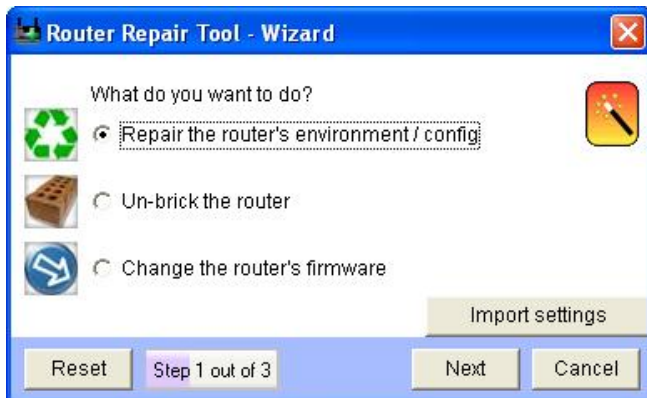 Router Repair Tool - Wizard
What do you want to do?
Repair the router's environment / config
Un-brick the router
Change the router's firmware
Import settings
Reset Step 1 out of 3 Next Cancel